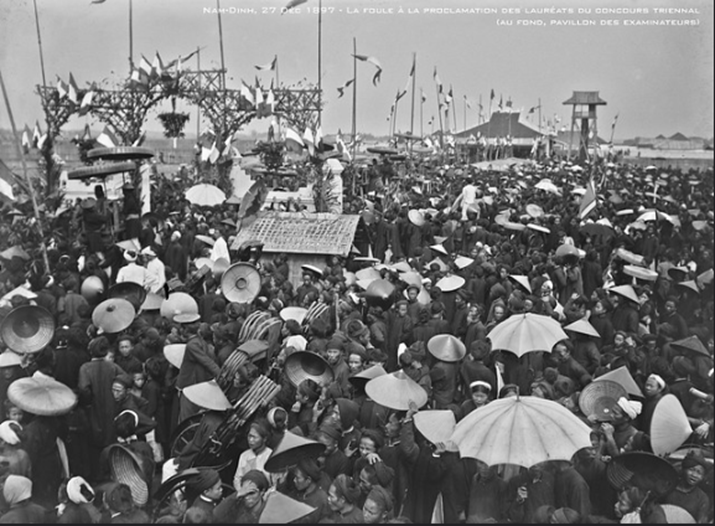 Nam-Dinh, 27 Dec 1897 - La foule à la proclamation des lauréats du concours triennal
(au fond, pavillon des examinateurs)